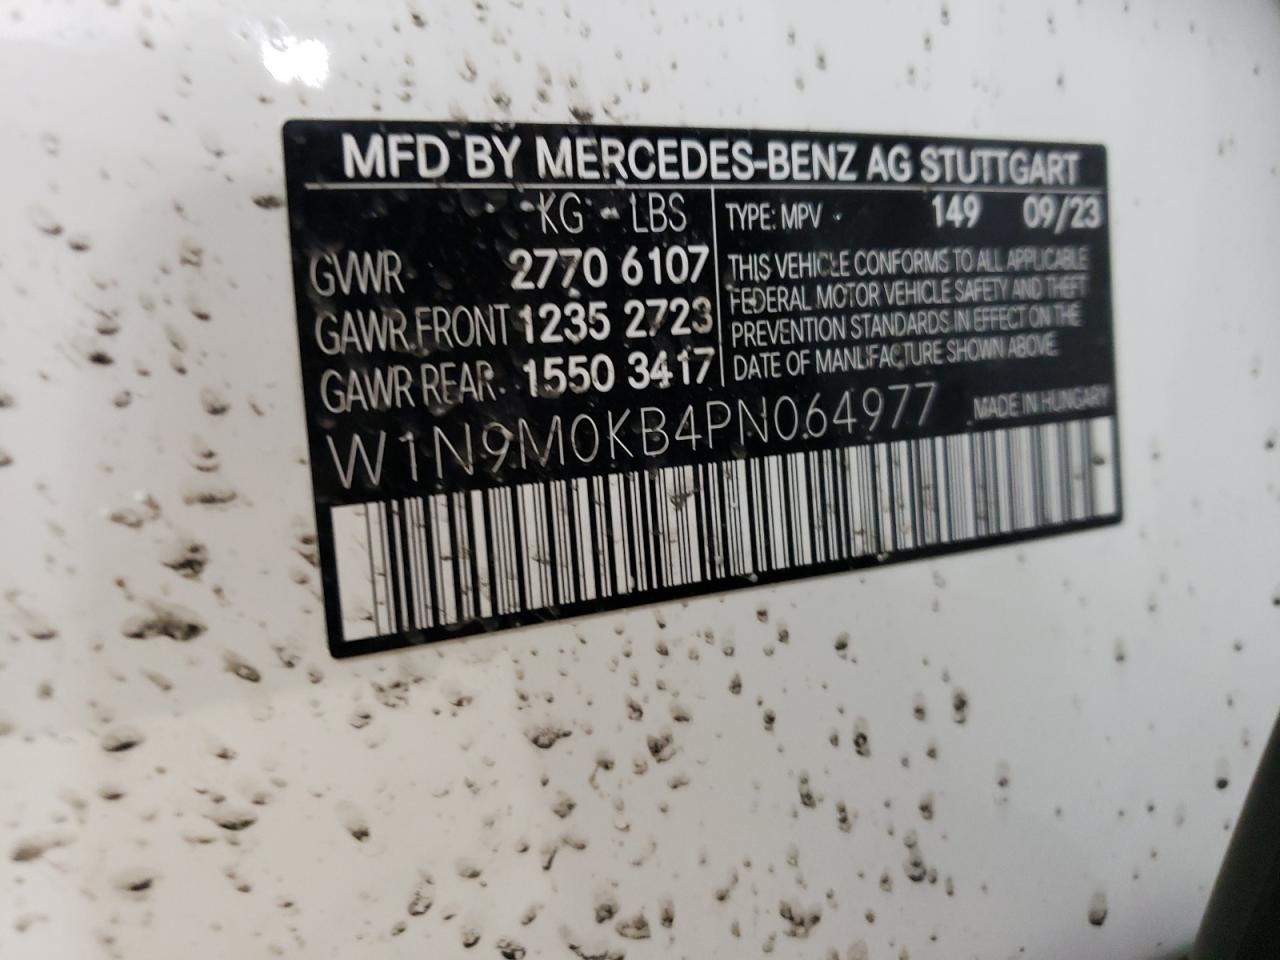 MFD BY MERCEDES-BENZ AG STUTTGART
KG - LBS
GVWR 2770 6107
GAWR FRONT 1235 2723
GAWR REAR 1550 3417
TYPE: MPV 149 09/23
THIS VEHICLE CONFORMS TO ALL APPLICABLE
FEDERAL MOTOR VEHICLE SAFETY AND THEFT
PREVENTION STANDARDS IN EFFECT ON THE
DATE OF MANUFACTURE SHOWN ABOVE
W1N9M0KB4PN064977 MADE IN HUNGARY